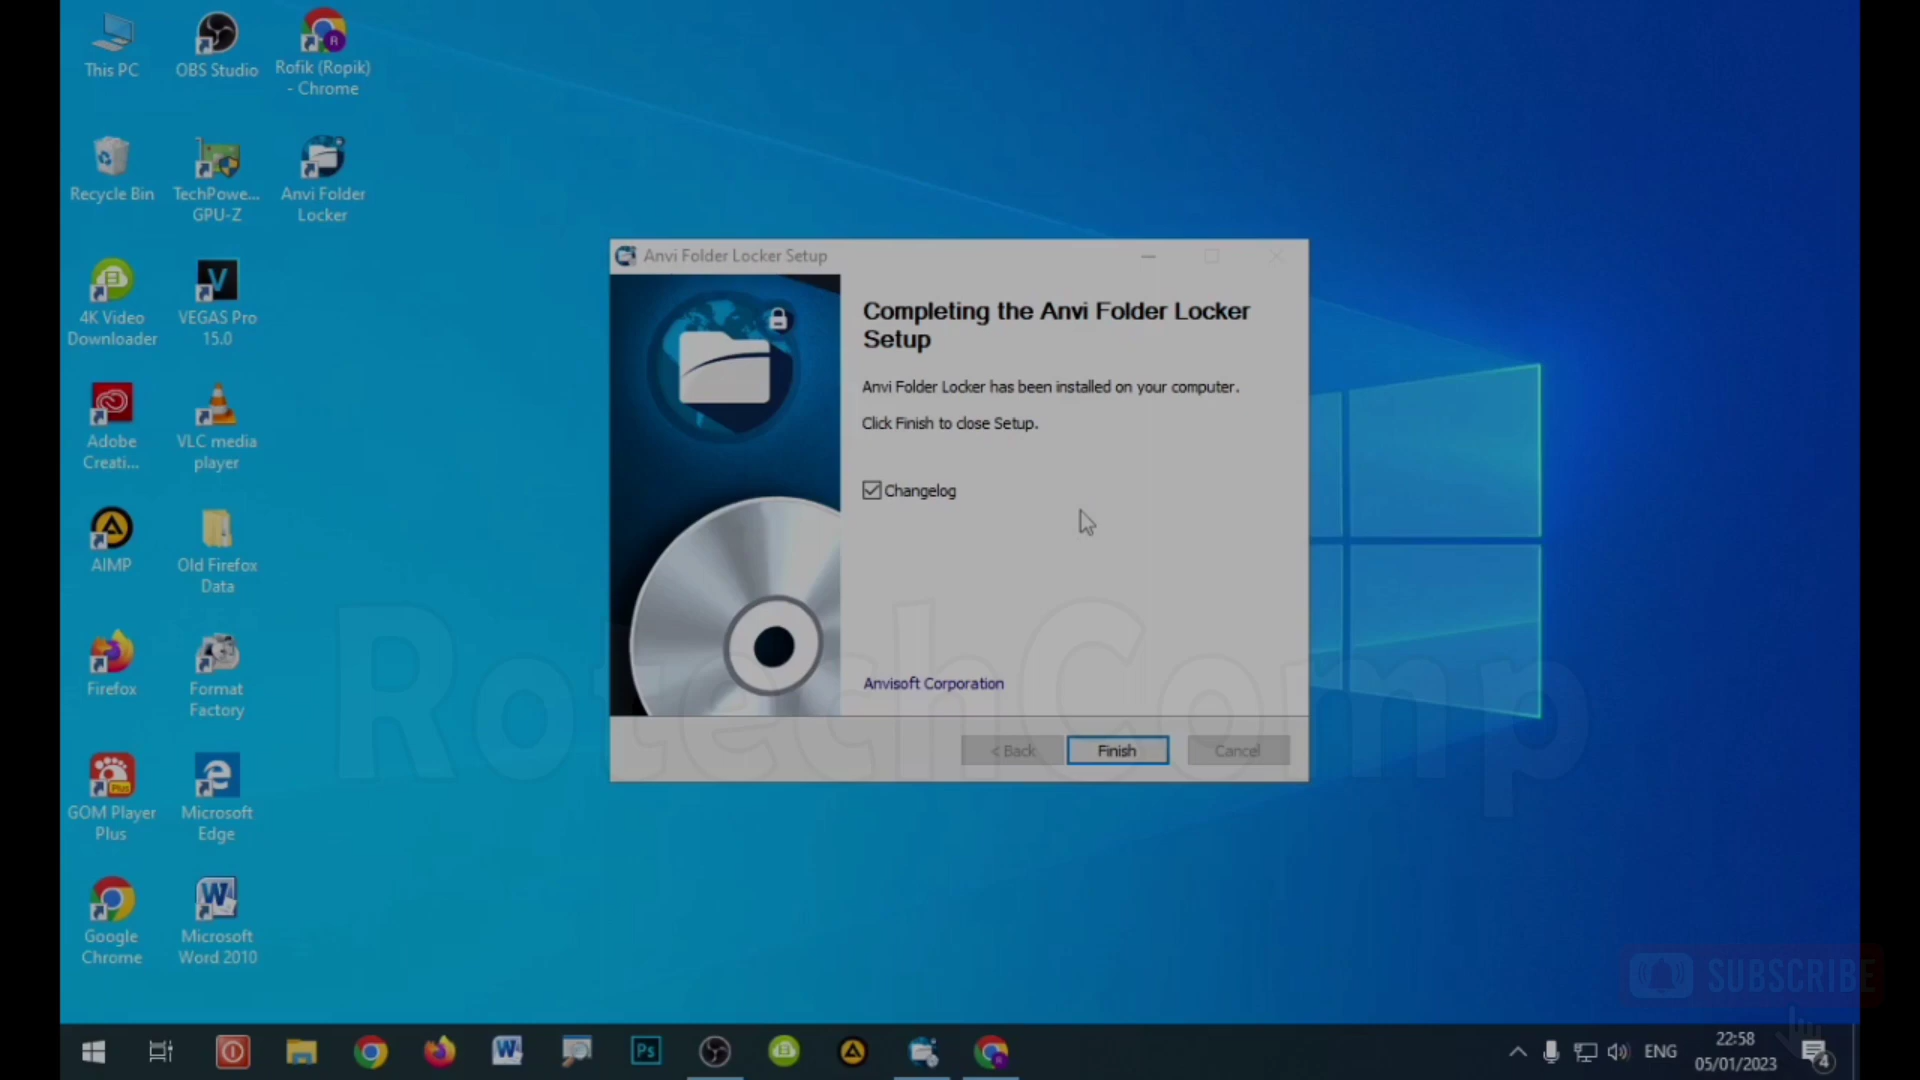 This PC
OBS Studio
Rofik (Ropik)
- Chrome
Recycle Bin
TechPowe...
GPU-Z
Anvi Folder
Locker
4K Video
Downloader
VEGAS Pro
15.0
Adobe
Creati...
VLC media
player
AIMP
Old Firefox
Data
Firefox
Format
Factory
GOM Player
Plus
Microsoft
Edge
Google
Chrome
Microsoft
Word 2010
Anvi Folder Locker Setup
Completing the Anvi Folder Locker
Setup
Anvi Folder Locker has been installed on your computer.
Click Finish to close Setup.
Changelog
Anvisoft Corporation
< Back
Finish
Cancel
RotechComp
SUBSCRIBE
ENG
22:58
05/01/2023
4